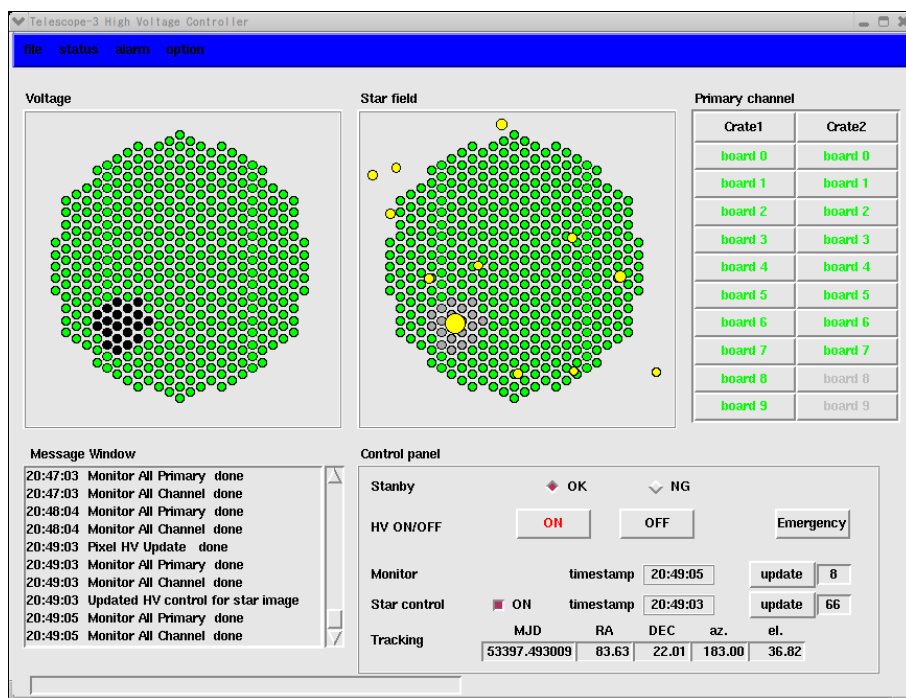 Telescope-3 High Voltage Controller
file status alarm option
Voltage
Star field
Primary channel
Crate1 Crate2
board 0 board 0
board 1 board 1
board 2 board 2
board 3 board 3
board 4 board 4
board 5 board 5
board 6 board 6
board 7 board 7
board 8 board 8
board 9 board 9
Message Window
20:47:03 Monitor All Primary done
20:47:03 Monitor All Channel done
20:48:04 Monitor All Primary done
20:48:04 Monitor All Channel done
20:49:03 Pixel HV Update done
20:49:03 Monitor All Primary done
20:49:03 Monitor All Channel done
20:49:03 Updated HV control for star image
20:49:05 Monitor All Primary done
20:49:05 Monitor All Channel done
Control panel
Stanby OK NG
HV ON/OFF ON OFF Emergency
Monitor timestamp 20:49:05 update 8
Star control ON timestamp 20:49:03 update 66
MJD RA DEC az. el.
Tracking 53397.493009 83.63 22.01 183.00 36.82